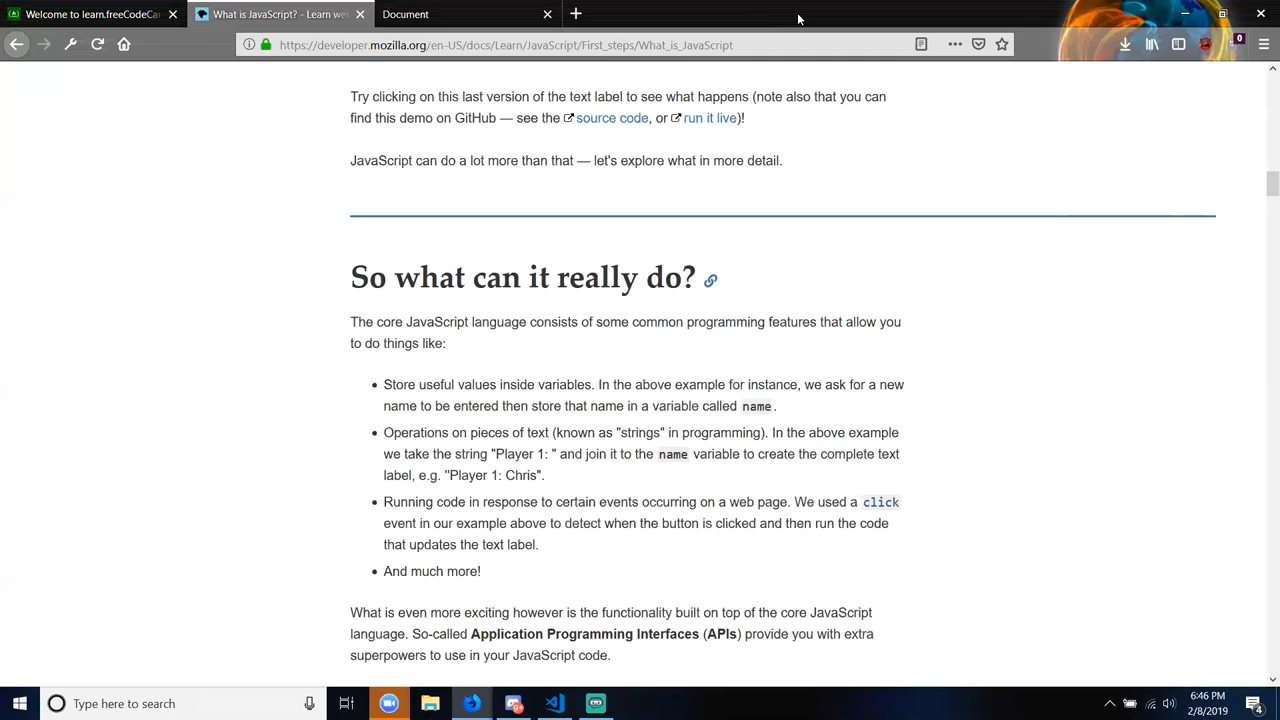 Welcome to learn.freeCodeCa
What is JavaScript? - Learn we
Document
https://developer.mozilla.org/en-US/docs/Learn/JavaScript/First_steps/What_is_JavaScript
0
Try clicking on this last version of the text label to see what happens (note also that you can
find this demo on GitHub — see the source code, or run it live)!
JavaScript can do a lot more than that — let's explore what in more detail.
So what can it really do?
The core JavaScript language consists of some common programming features that allow you
to do things like:
• Store useful values inside variables. In the above example for instance, we ask for a new
name to be entered then store that name in a variable called name.
• Operations on pieces of text (known as "strings" in programming). In the above example
we take the string "Player 1: " and join it to the name variable to create the complete text
label, e.g. "Player 1: Chris".
• Running code in response to certain events occurring on a web page. We used a click
event in our example above to detect when the button is clicked and then run the code
that updates the text label.
• And much more!
What is even more exciting however is the functionality built on top of the core JavaScript
language. So-called Application Programming Interfaces (APIs) provide you with extra
superpowers to use in your JavaScript code.
Type here to search
6:46 PM
2/8/2019
4